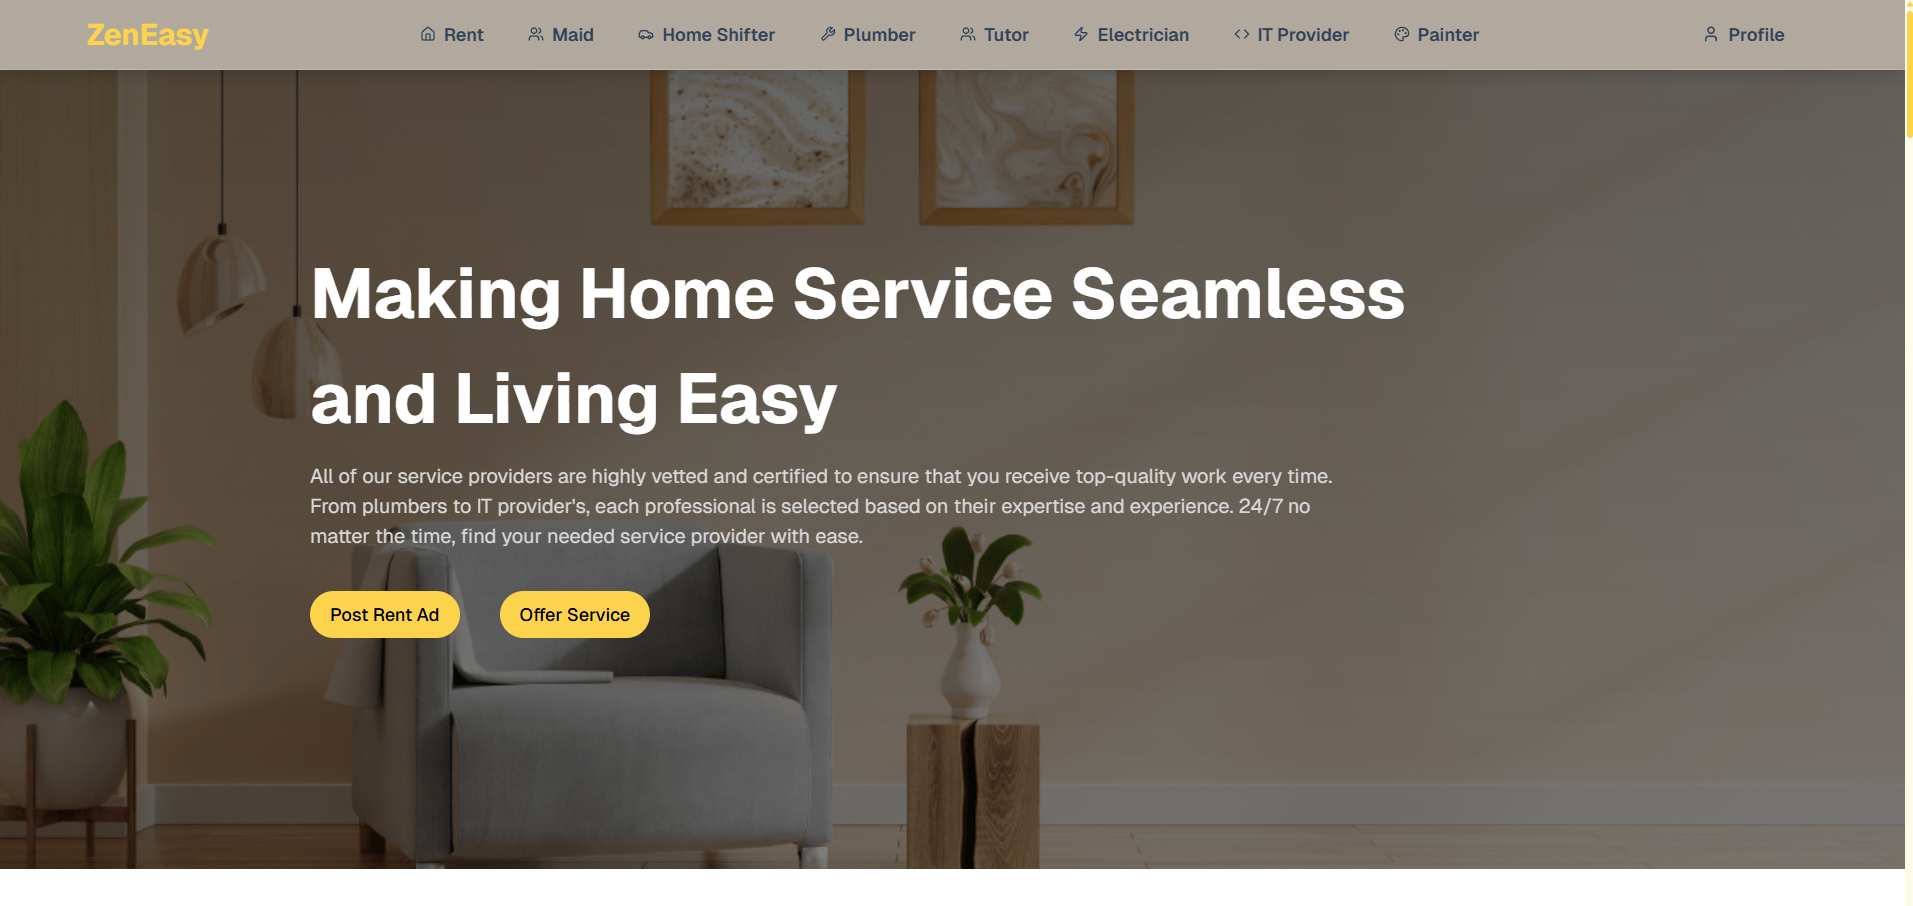 ZenEasy
Rent
Maid
Home Shifter
Plumber
Tutor
Electrician
IT Provider
Painter
Profile
Making Home Service Seamless
and Living Easy
All of our service providers are highly vetted and certified to ensure that you receive top-quality work every time.
From plumbers to IT provider's, each professional is selected based on their expertise and experience. 24/7 no
matter the time, find your needed service provider with ease.
Post Rent Ad
Offer Service